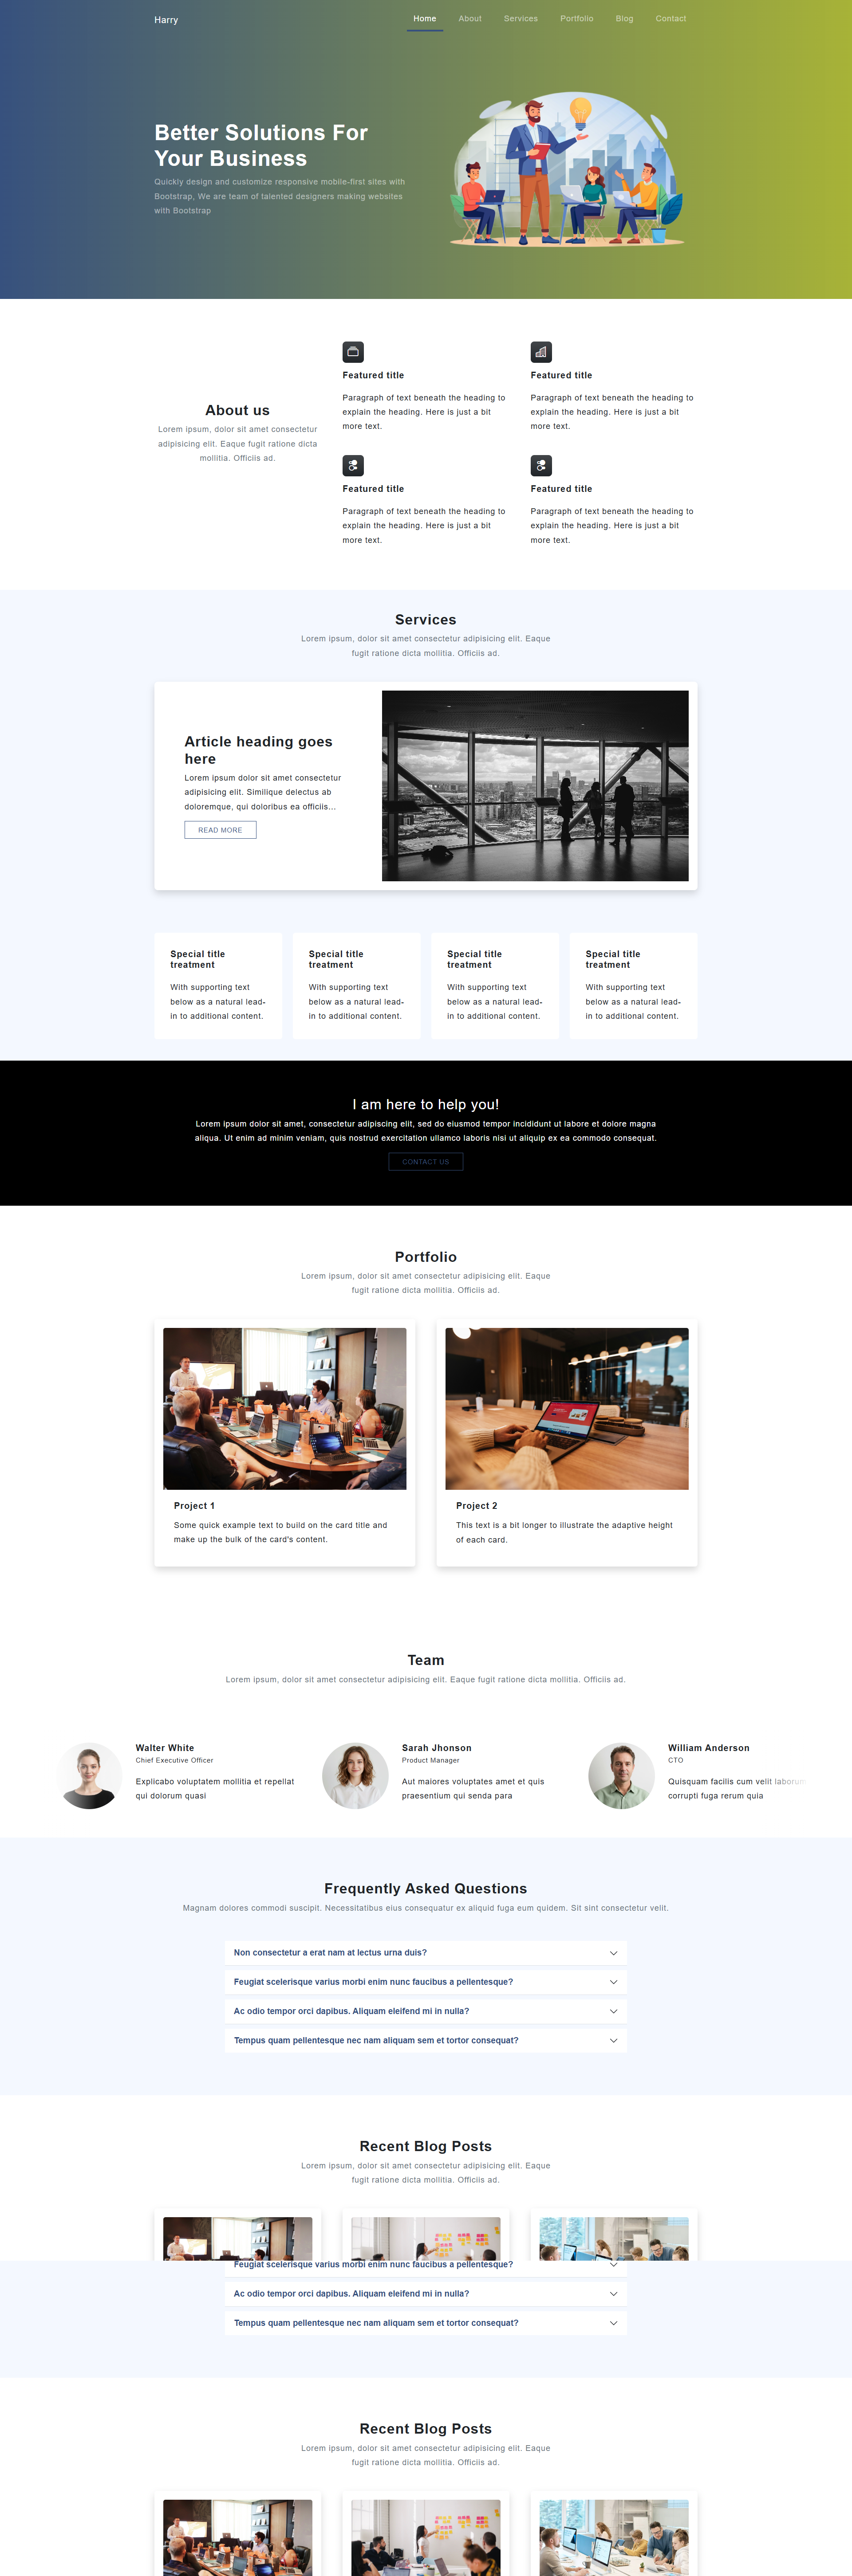 Harry
Home About Services Portfolio Blog Contact
Better Solutions For
Your Business
Quickly design and customize responsive mobile-first sites with
Bootstrap, We are team of talented designers making websites
with Bootstrap
About us
Lorem ipsum, dolor sit amet consectetur
adipisicing elit. Eaque fugit ratione dicta
mollitia. Officiis ad.
Featured title
Paragraph of text beneath the heading to
explain the heading. Here is just a bit
more text.
Featured title
Paragraph of text beneath the heading to
explain the heading. Here is just a bit
more text.
Featured title
Paragraph of text beneath the heading to
explain the heading. Here is just a bit
more text.
Featured title
Paragraph of text beneath the heading to
explain the heading. Here is just a bit
more text.
Services
Lorem ipsum, dolor sit amet consectetur adipisicing elit. Eaque
fugit ratione dicta mollitia. Officiis ad.
Article heading goes
here
Lorem ipsum dolor sit amet consectetur
adipisicing elit. Similique delectus ab
doloremque, qui doloribus ea officiis...
READ MORE
Special title
treatment
With supporting text
below as a natural lead-
in to additional content.
Special title
treatment
With supporting text
below as a natural lead-
in to additional content.
Special title
treatment
With supporting text
below as a natural lead-
in to additional content.
Special title
treatment
With supporting text
below as a natural lead-
in to additional content.
I am here to help you!
Lorem ipsum dolor sit amet, consectetur adipiscing elit, sed do eiusmod tempor incididunt ut labore et dolore magna
aliqua. Ut enim ad minim veniam, quis nostrud exercitation ullamco laboris nisi ut aliquip ex ea commodo consequat.
CONTACT US
Portfolio
Lorem ipsum, dolor sit amet consectetur adipisicing elit. Eaque
fugit ratione dicta mollitia. Officiis ad.
Project 1
Some quick example text to build on the card title and
make up the bulk of the card's content.
Project 2
This text is a bit longer to illustrate the adaptive height
of each card.
Team
Lorem ipsum, dolor sit amet consectetur adipisicing elit. Eaque fugit ratione dicta mollitia. Officiis ad.
Walter White
Chief Executive Officer
Explicabo voluptatem mollitia et repellat
qui dolorum quasi
Sarah Jhonson
Product Manager
Aut maiores voluptates amet et quis
praesentium qui senda para
William Anderson
CTO
Quisquam facilis cum velit laborum
corrupti fuga rerum quia
Frequently Asked Questions
Magnam dolores commodi suscipit. Necessitatibus eius consequatur ex aliquid fuga eum quidem. Sit sint consectetur velit.
Non consectetur a erat nam at lectus urna duis?
Feugiat scelerisque varius morbi enim nunc faucibus a pellentesque?
Ac odio tempor orci dapibus. Aliquam eleifend mi in nulla?
Tempus quam pellentesque nec nam aliquam sem et tortor consequat?
Recent Blog Posts
Lorem ipsum, dolor sit amet consectetur adipisicing elit. Eaque
fugit ratione dicta mollitia. Officiis ad.
Feugiat scelerisque varius morbi enim nunc faucibus a pellentesque?
Ac odio tempor orci dapibus. Aliquam eleifend mi in nulla?
Tempus quam pellentesque nec nam aliquam sem et tortor consequat?
Recent Blog Posts
Lorem ipsum, dolor sit amet consectetur adipisicing elit. Eaque
fugit ratione dicta mollitia. Officiis ad.